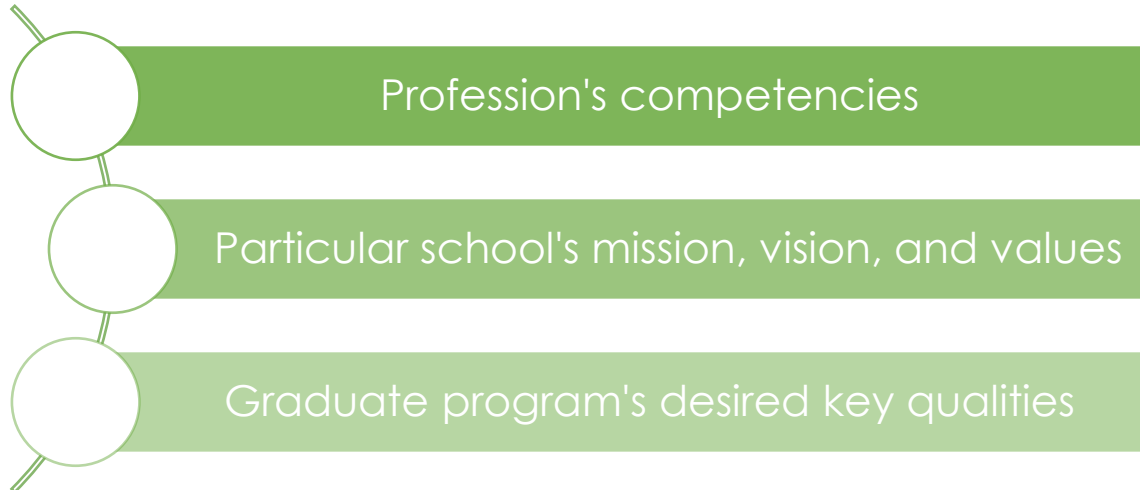 Profession's competencies
Particular school's mission, vision, and values
Graduate program's desired key qualities